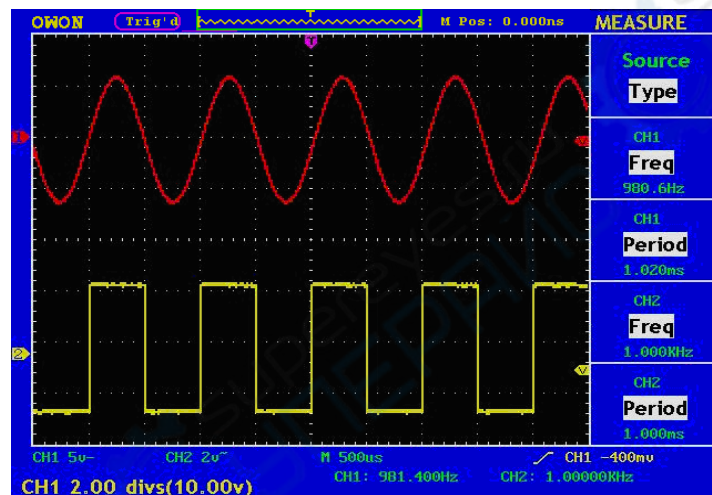 OWON Trig'd T M Pos: 0.000ns MEASURE
T
Source
Type
1
CH1
Freq
980.6Hz
CH1
Period
1.020ms
CH2
Freq
2
1.000KHz
CH2
Period
1.000ms
CH1 5v- CH2 2v~ M 500us CH1 -400mv
CH1: 981.400Hz CH2: 1.00000KHz
CH1 2.00 divs(10.00v)